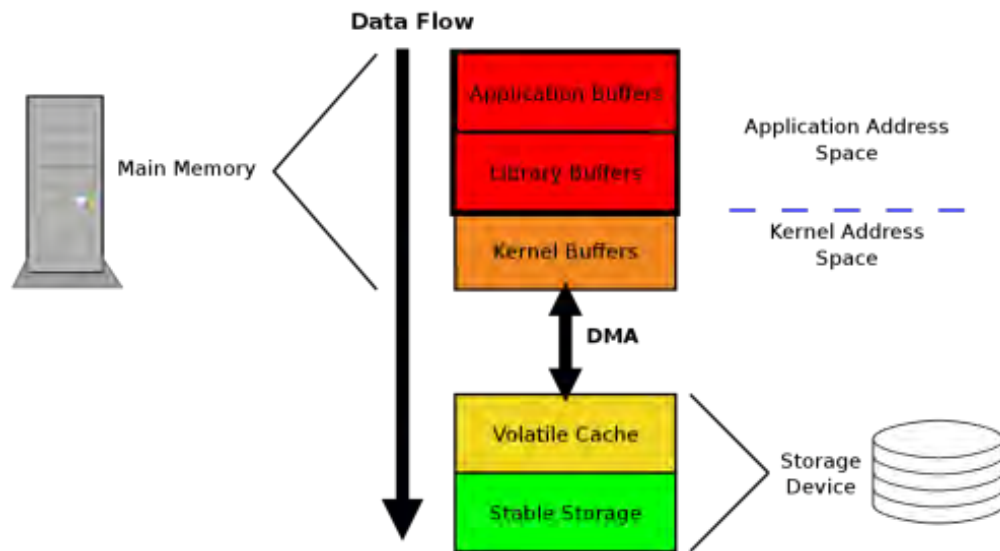 Data Flow
Application Buffers
Library Buffers
Kernel Buffers
Main Memory
Application Address
Space
Kernel Address
Space
DMA
Volatile Cache
Stable Storage
Storage
Device